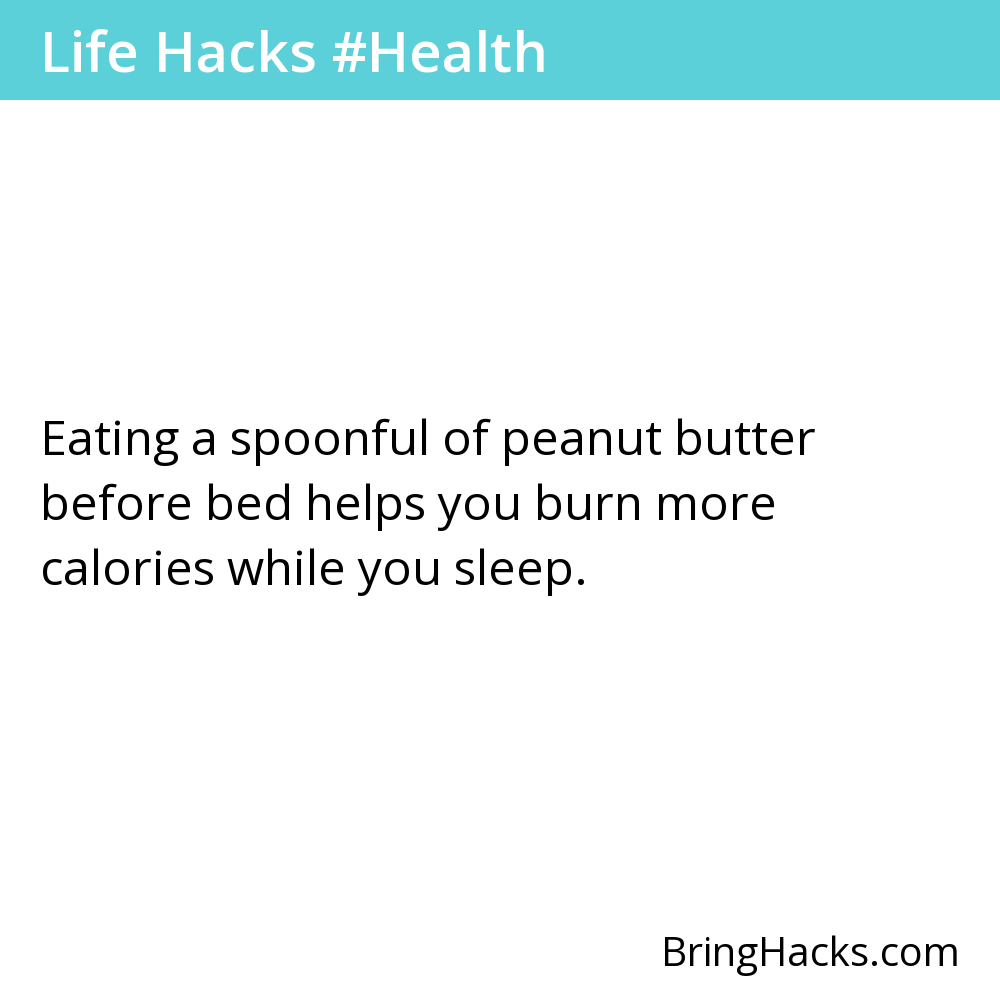 Life Hacks #Health
Eating a spoonful of peanut butter
before bed helps you burn more
calories while you sleep.
BringHacks.com